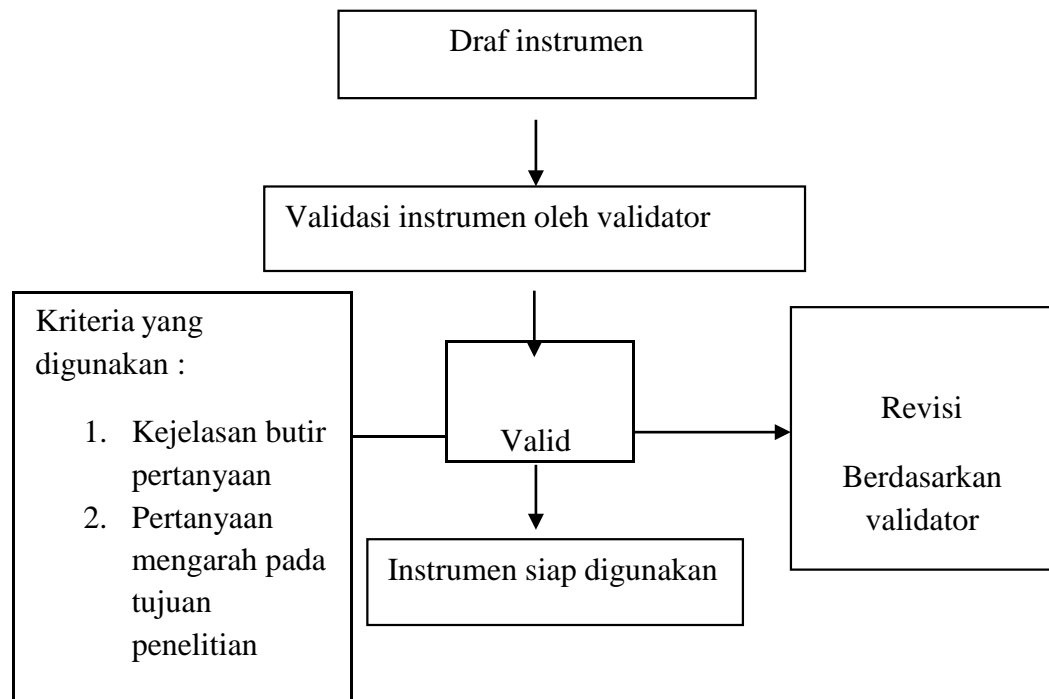 Draf instrumen
Validasi instrumen oleh validator
Kriteria yang
digunakan :
1. Kejelasan butir
pertanyaan
2. Pertanyaan
mengarah pada
tujuan
penelitian
Valid
Revisi
Berdasarkan
validator
Instrumen siap digunakan